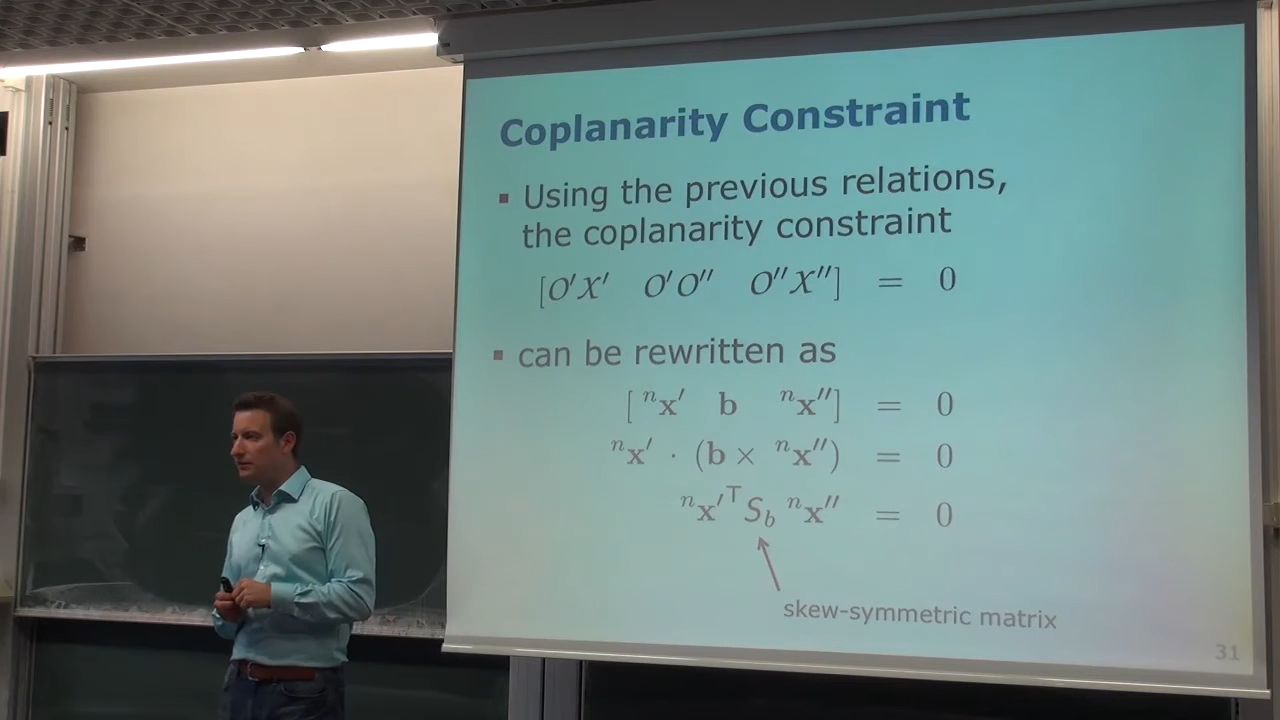 Coplanarity Constraint
▪ Using the previous relations,
the coplanarity constraint
[O′X′ O′O″ O″X″] = 0
▪ can be rewritten as
[ ⁿx′ b ⁿx″] = 0
ⁿx′ · (b × ⁿx″) = 0
ⁿx′ᵀ S_b ⁿx″ = 0
skew-symmetric matrix
31